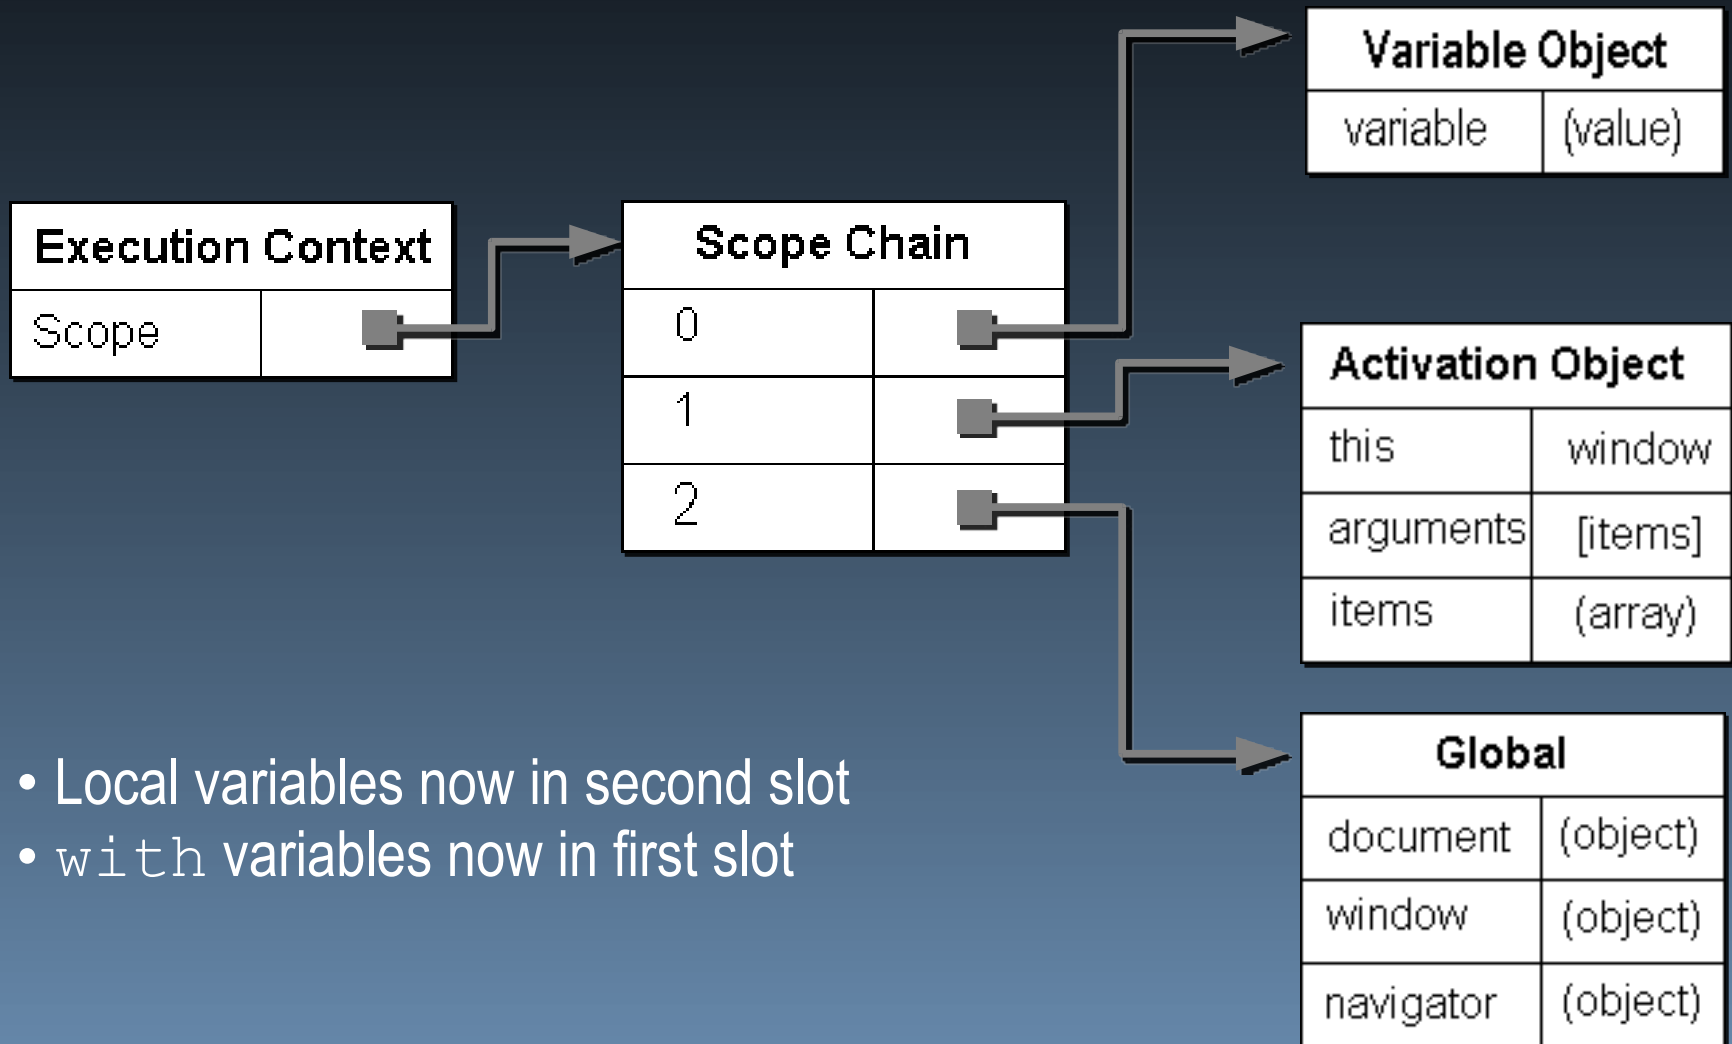 Execution Context
Scope
Scope Chain
0
1
2
Variable Object
variable (value)
Activation Object
this window
arguments [items]
items (array)
Global
document (object)
window (object)
navigator (object)
• Local variables now in second slot
• with variables now in first slot